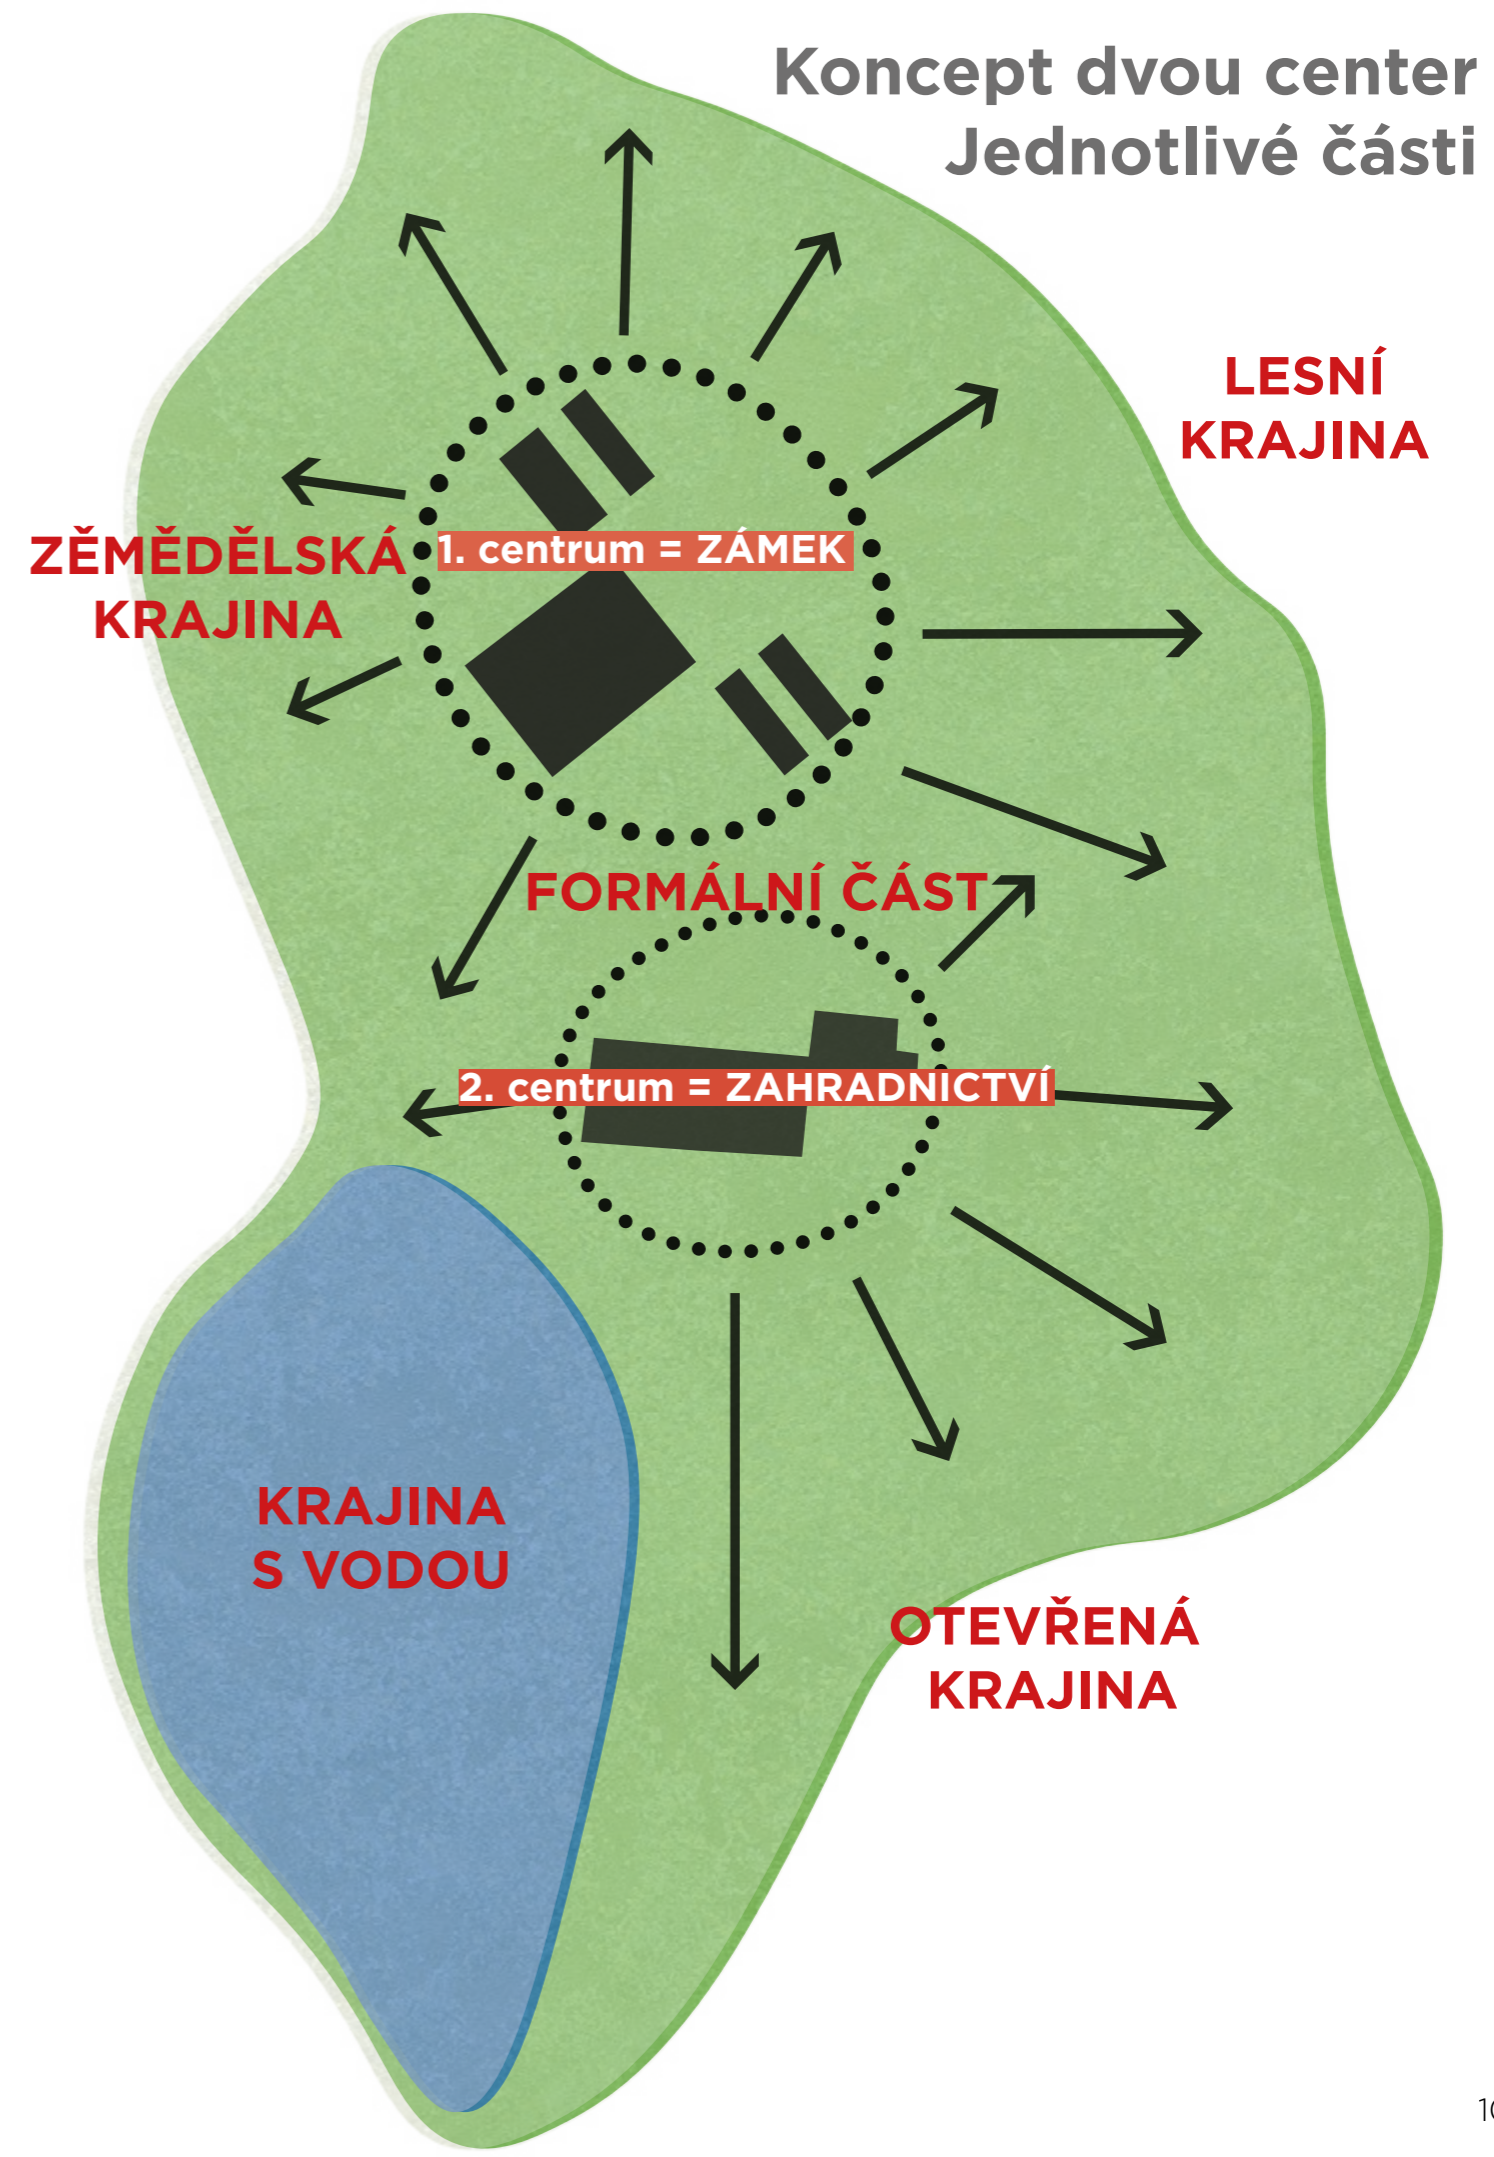 Koncept dvou center
Jednotlivé části
LESNÍ
KRAJINA
ZĚMĚDĚLSKÁ
KRAJINA
1. centrum = ZÁMEK
FORMÁLNÍ ČÁST
2. centrum = ZAHRADNICTVÍ
KRAJINA
S VODOU
OTEVŘENÁ
KRAJINA